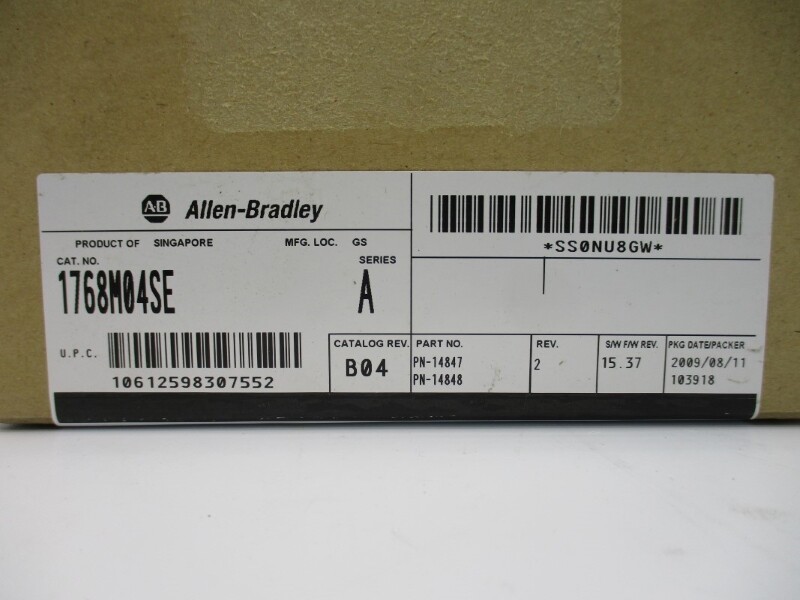 A·B Allen-Bradley
*SS0NU8GW*
PRODUCT OF SINGAPORE MFG. LOC. GS
CAT. NO. SERIES
1768M04SE A
U.P.C.
10612598307552
CATALOG REV.
B04
PART NO.
PN-14847
PN-14848
REV.
2
S/W F/W REV.
15.37
PKG DATE/PACKER
2009/08/11
103918